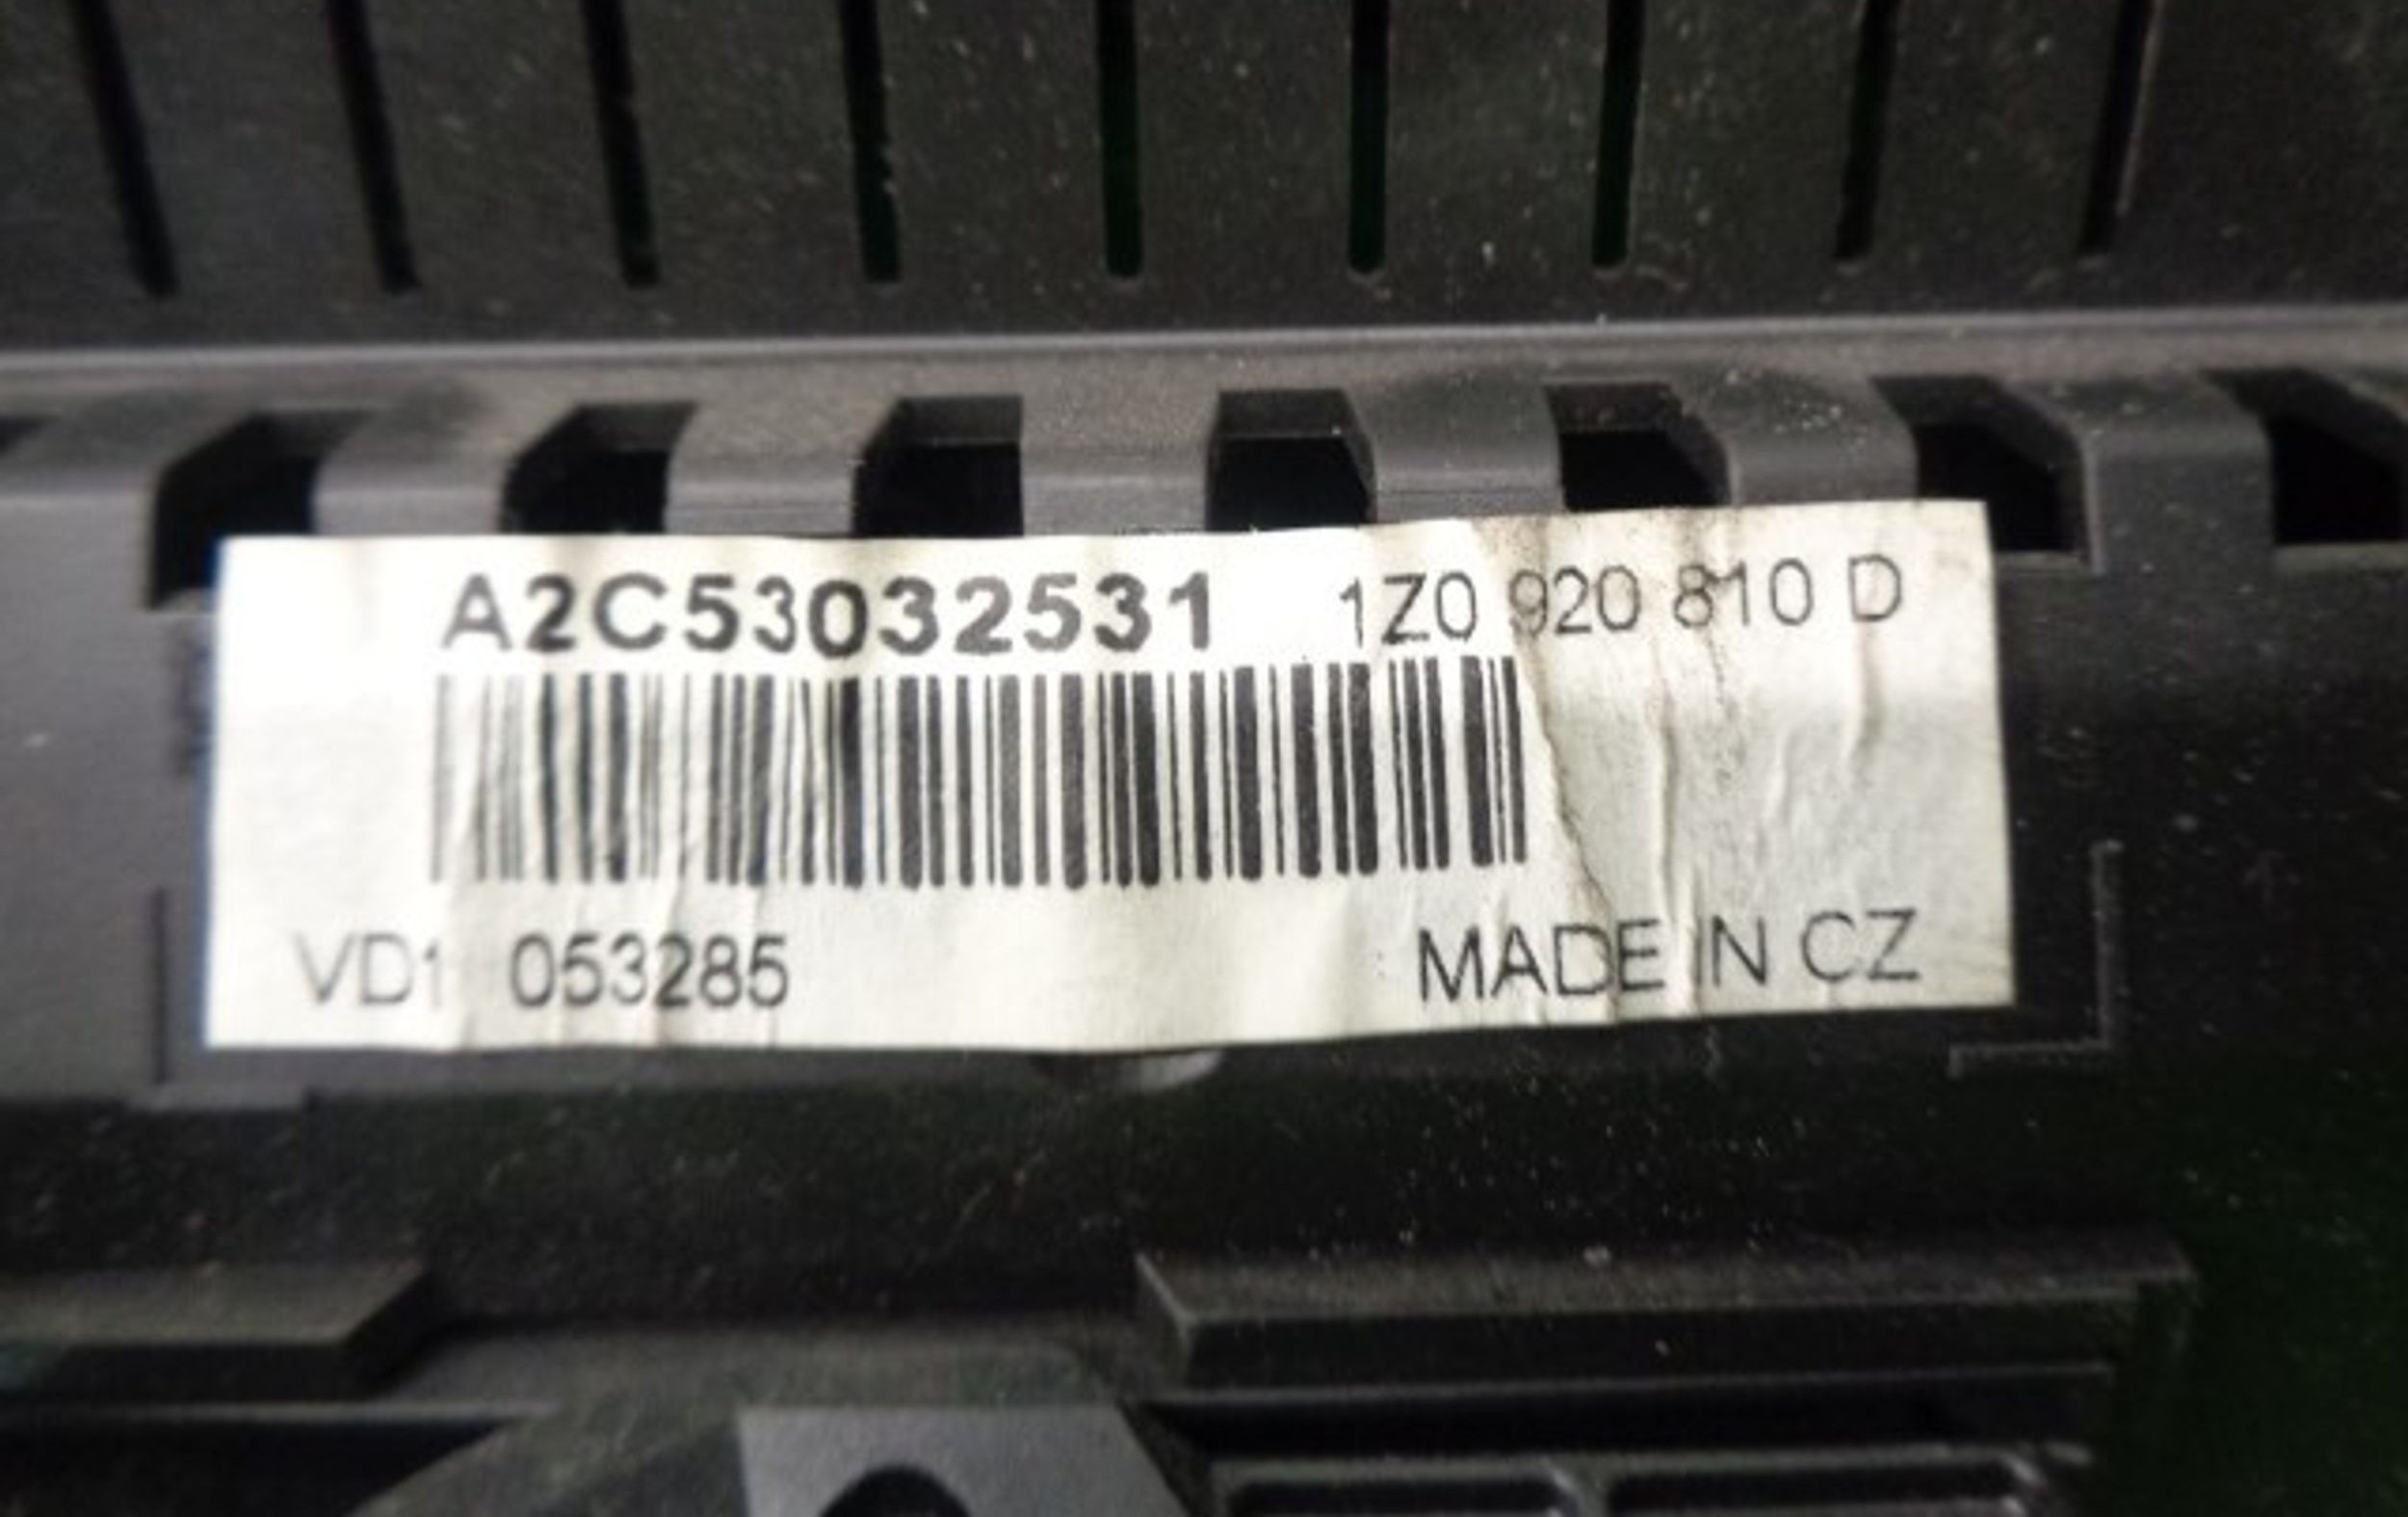 A2C53032531 1Z0 920 810 D
VD1 053285 MADE IN CZ